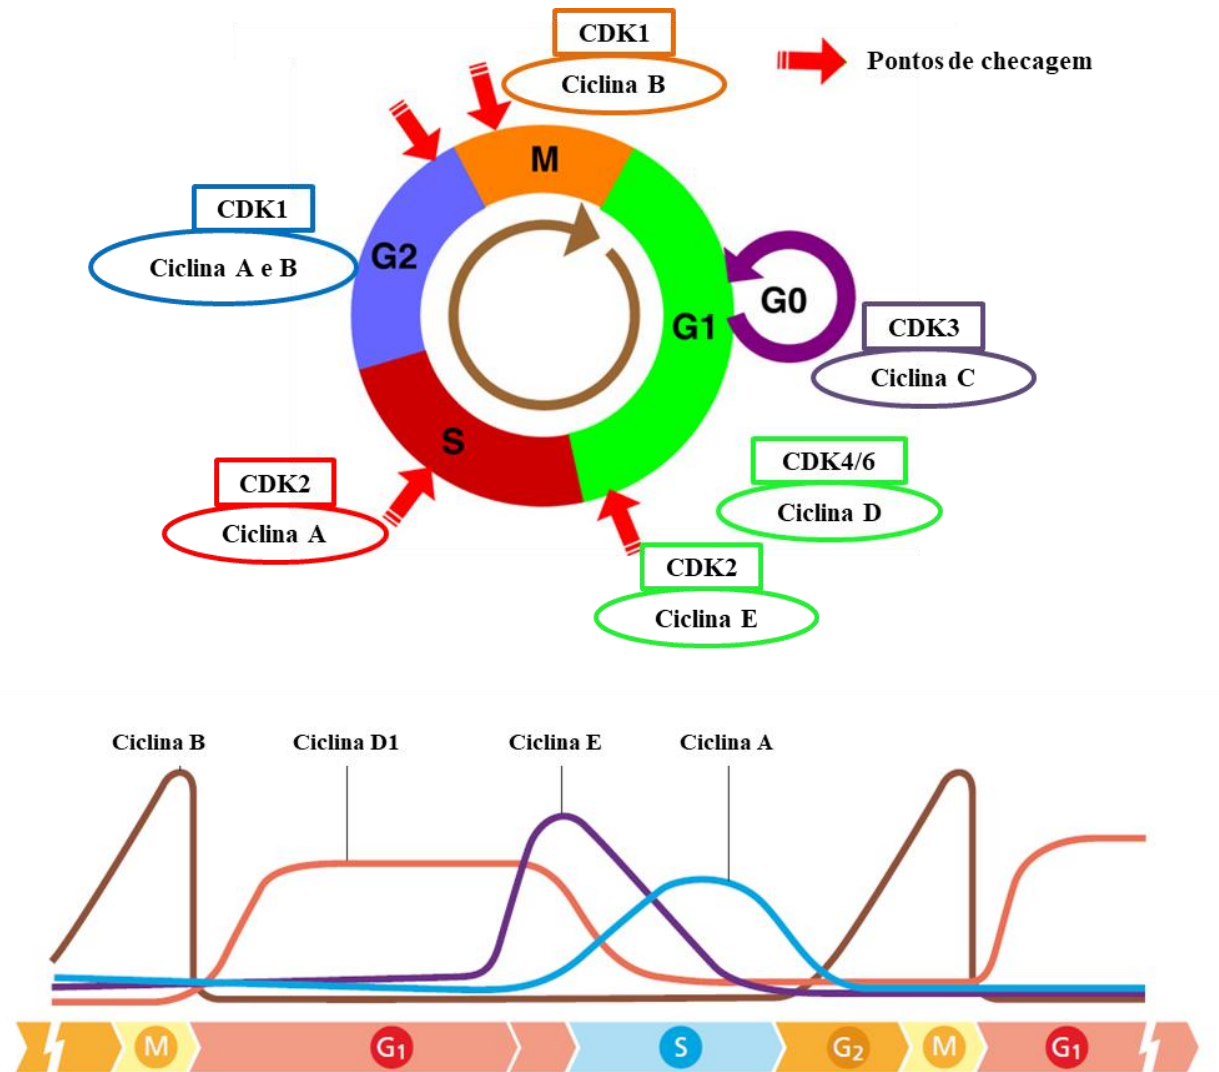 CDK1
Ciclina B
Pontos de checagem
M
CDK1
Ciclina A e B
G2
G1
G0
CDK3
Ciclina C
S
CDK2
Ciclina A
CDK4/6
Ciclina D
CDK2
Ciclina E
Ciclina B
Ciclina D1
Ciclina E
Ciclina A
M
G₁
S
G₂
M
G₁